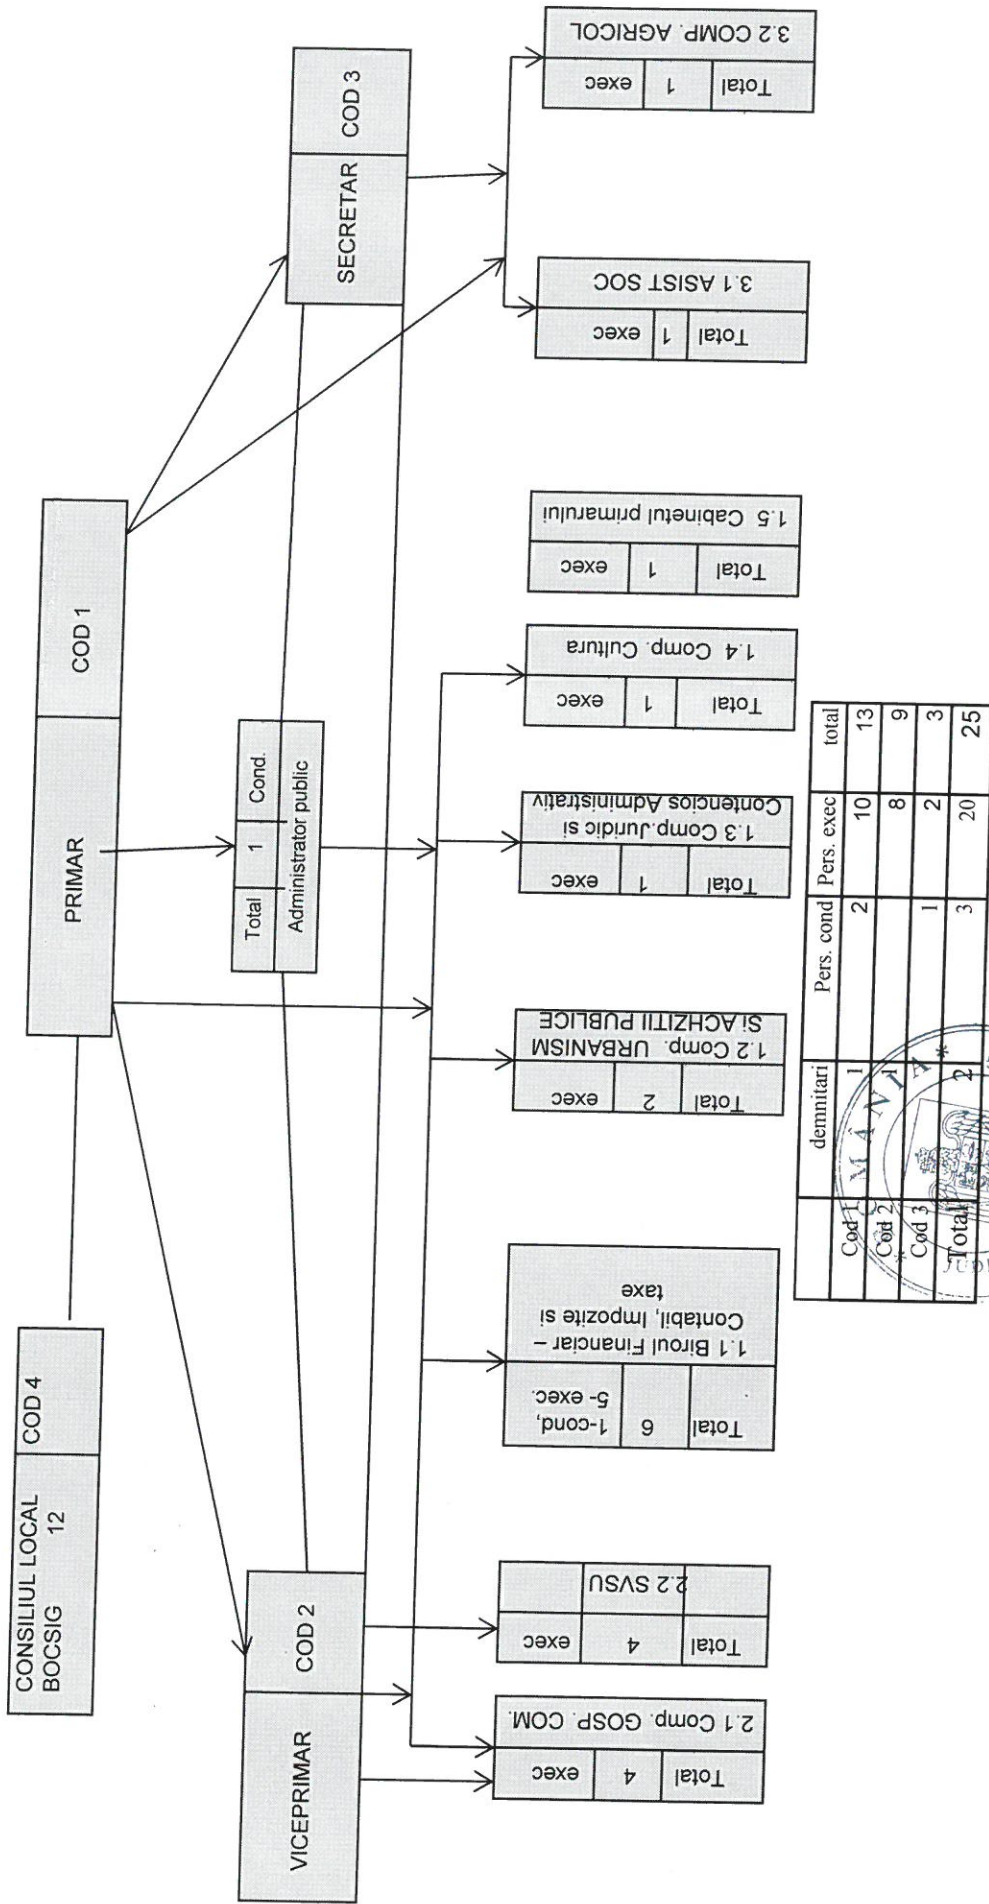 CONSILIUL LOCAL
BOCSIG 12
COD 4
PRIMAR
COD 1
VICEPRIMAR
COD 2
Total 1 Cond.
Administrator public
SECRETAR
COD 3
2.1 Comp. GOSP. COM.
Total 4 exec
2.2 SVSU
Total 4 exec
1.1 Biroul Financiar –
Contabil, Impozite si
taxe
Total 6 1-cond,
5- exec.
1.2 Comp. URBANISM
Si ACHZITII PUBLICE
Total 2 exec
1.3 Comp.Juridic si
Contencios Administrativ
Total 1 exec
1.4 Comp. Cultura
Total 1 exec
1.5 Cabinetul primarului
Total 1 exec
3.1 ASIST SOC
Total 1 exec
3.2 COMP. AGRICOL
Total 1 exec
demnitari Pers. cond Pers. exec total
Cod 1 1 2 10 13
Cod 2 1 8 9
Cod 3 1 2 3
Total 2 3 20 25
MÂNIA *